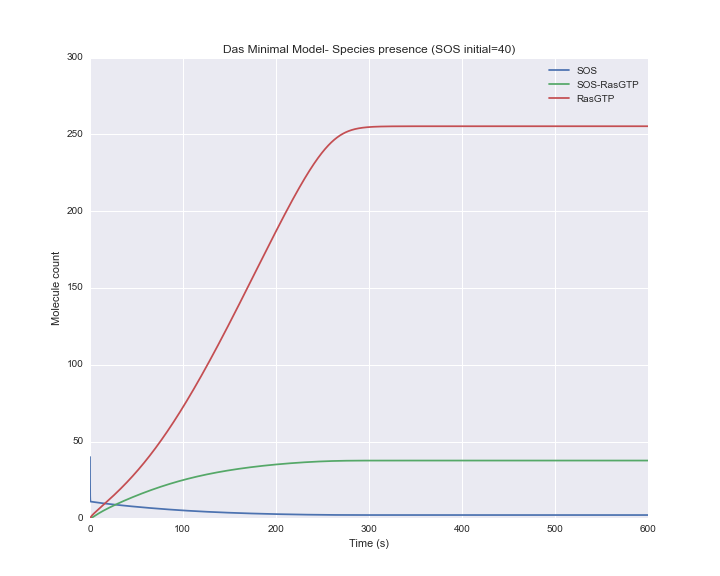 Das Minimal Model- Species presence (SOS initial=40)
300
250
200
150
100
50
0
Molecule count
SOS
SOS-RasGTP
RasGTP
0 100 200 300 400 500 600
Time (s)